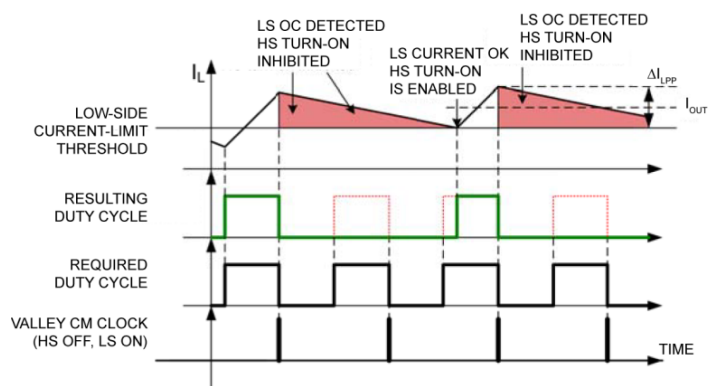 LS OC DETECTED
HS TURN-ON
INHIBITED
LS CURRENT OK
HS TURN-ON
IS ENABLED
LS OC DETECTED
HS TURN-ON
INHIBITED
ΔI_LPP
I_OUT
I_L
LOW-SIDE
CURRENT-LIMIT
THRESHOLD
RESULTING
DUTY CYCLE
REQUIRED
DUTY CYCLE
VALLEY CM CLOCK
(HS OFF, LS ON)
TIME